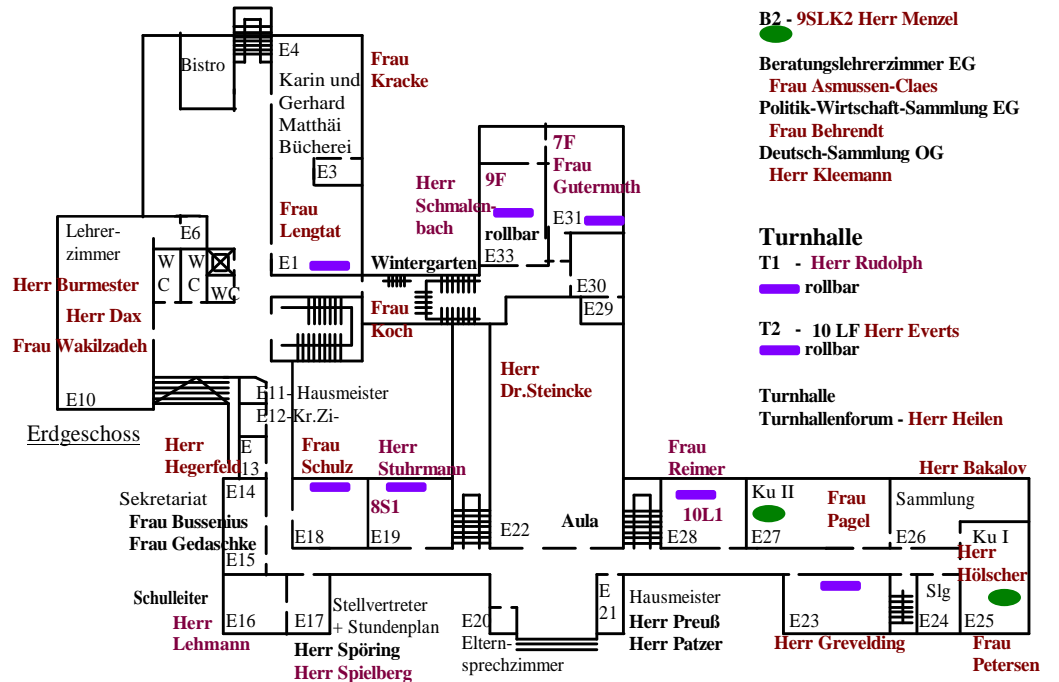 E4
Bistro
Karin und
Gerhard
Matthäi
Bücherei
E3
Frau
Kracke
Frau
Lengtat
E1
Lehrer-
zimmer
E6
W
C
W
C
WC
Herr Burmester
Herr Dax
Frau Wakilzadeh
E10
Erdgeschoss
Herr
Schmalen-
bach
9F
rollbar
E33
7F
Frau
Gutermuth
E31
E30
E29
Wintergarten
Frau
Koch
Herr
Dr.Steincke
E11- Hausmeister
E12-Kr.Zi-
E
13
Herr
Hegerfeld
Frau
Schulz
E18
Herr
Stuhrmann
8S1
E19
E14
Sekretariat
Frau Bussenius
Frau Gedaschke
E15
E22
Aula
Frau
Reimer
10L1
E28
Ku II
E27
Frau
Pagel
Herr Bakalov
Sammlung
E26
Ku I
Herr
Hölscher
E25
Frau
Petersen
Schulleiter
Herr
Lehmann
E16
E17
Stellvertreter
+ Stundenplan
Herr Spöring
Herr Spielberg
E20
Eltern-
sprechzimmer
E
21
Hausmeister
Herr Preuß
Herr Patzer
E23
Herr Grevelding
Slg
E24
B2 - 9SLK2 Herr Menzel
Beratungslehrerzimmer EG
Frau Asmussen-Claes
Politik-Wirtschaft-Sammlung EG
Frau Behrendt
Deutsch-Sammlung OG
Herr Kleemann
Turnhalle
T1 - Herr Rudolph
rollbar
T2 - 10 LF Herr Everts
rollbar
Turnhalle
Turnhallenforum - Herr Heilen